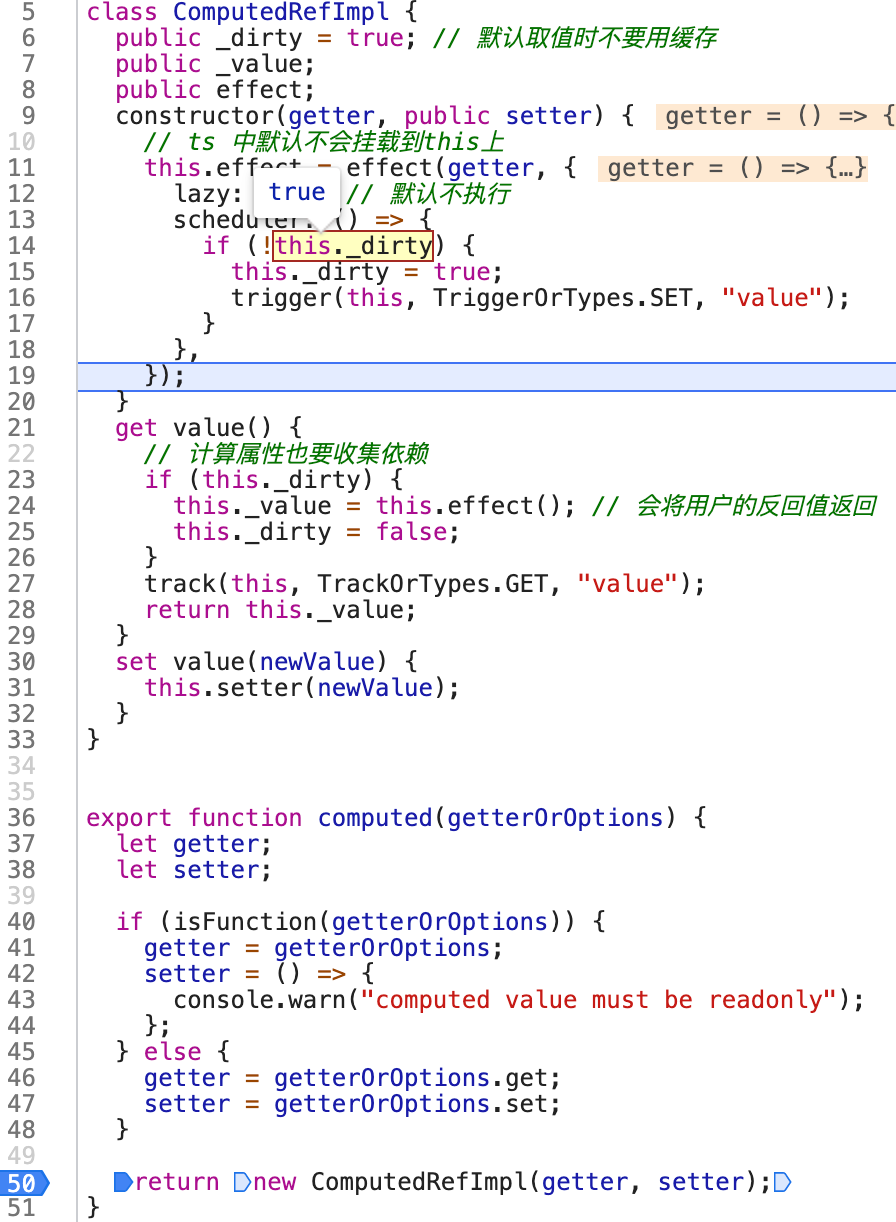 5 class ComputedRefImpl {
6   public _dirty = true; // 默认取值时不要用缓存
7   public _value;
8   public effect;
9   constructor(getter, public setter) { getter = () => {
10     // ts 中默认不会挂载到this上
11     this.effect = effect(getter, { getter = () => {…}
12       lazy: true // 默认不执行
13       scheduler: () => {
14         if (!this._dirty) {
15           this._dirty = true;
16           trigger(this, TriggerOrTypes.SET, "value");
17         }
18       },
19     });
20   }
21   get value() {
22     // 计算属性也要收集依赖
23     if (this._dirty) {
24       this._value = this.effect(); // 会将用户的反回值返回
25       this._dirty = false;
26     }
27     track(this, TrackOrTypes.GET, "value");
28     return this._value;
29   }
30   set value(newValue) {
31     this.setter(newValue);
32   }
33 }
34
35
36 export function computed(getterOrOptions) {
37   let getter;
38   let setter;
39
40   if (isFunction(getterOrOptions)) {
41     getter = getterOrOptions;
42     setter = () => {
43       console.warn("computed value must be readonly");
44     };
45   } else {
46     getter = getterOrOptions.get;
47     setter = getterOrOptions.set;
48   }
49
50   return new ComputedRefImpl(getter, setter);
51 }